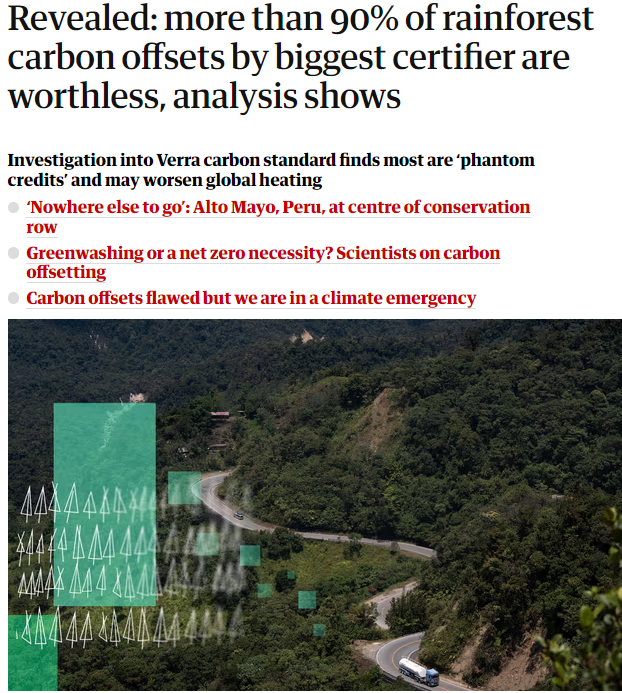 Revealed: more than 90% of rainforest
carbon offsets by biggest certifier are
worthless, analysis shows
Investigation into Verra carbon standard finds most are ‘phantom
credits’ and may worsen global heating
‘Nowhere else to go’: Alto Mayo, Peru, at centre of conservation
row
Greenwashing or a net zero necessity? Scientists on carbon
offsetting
Carbon offsets flawed but we are in a climate emergency